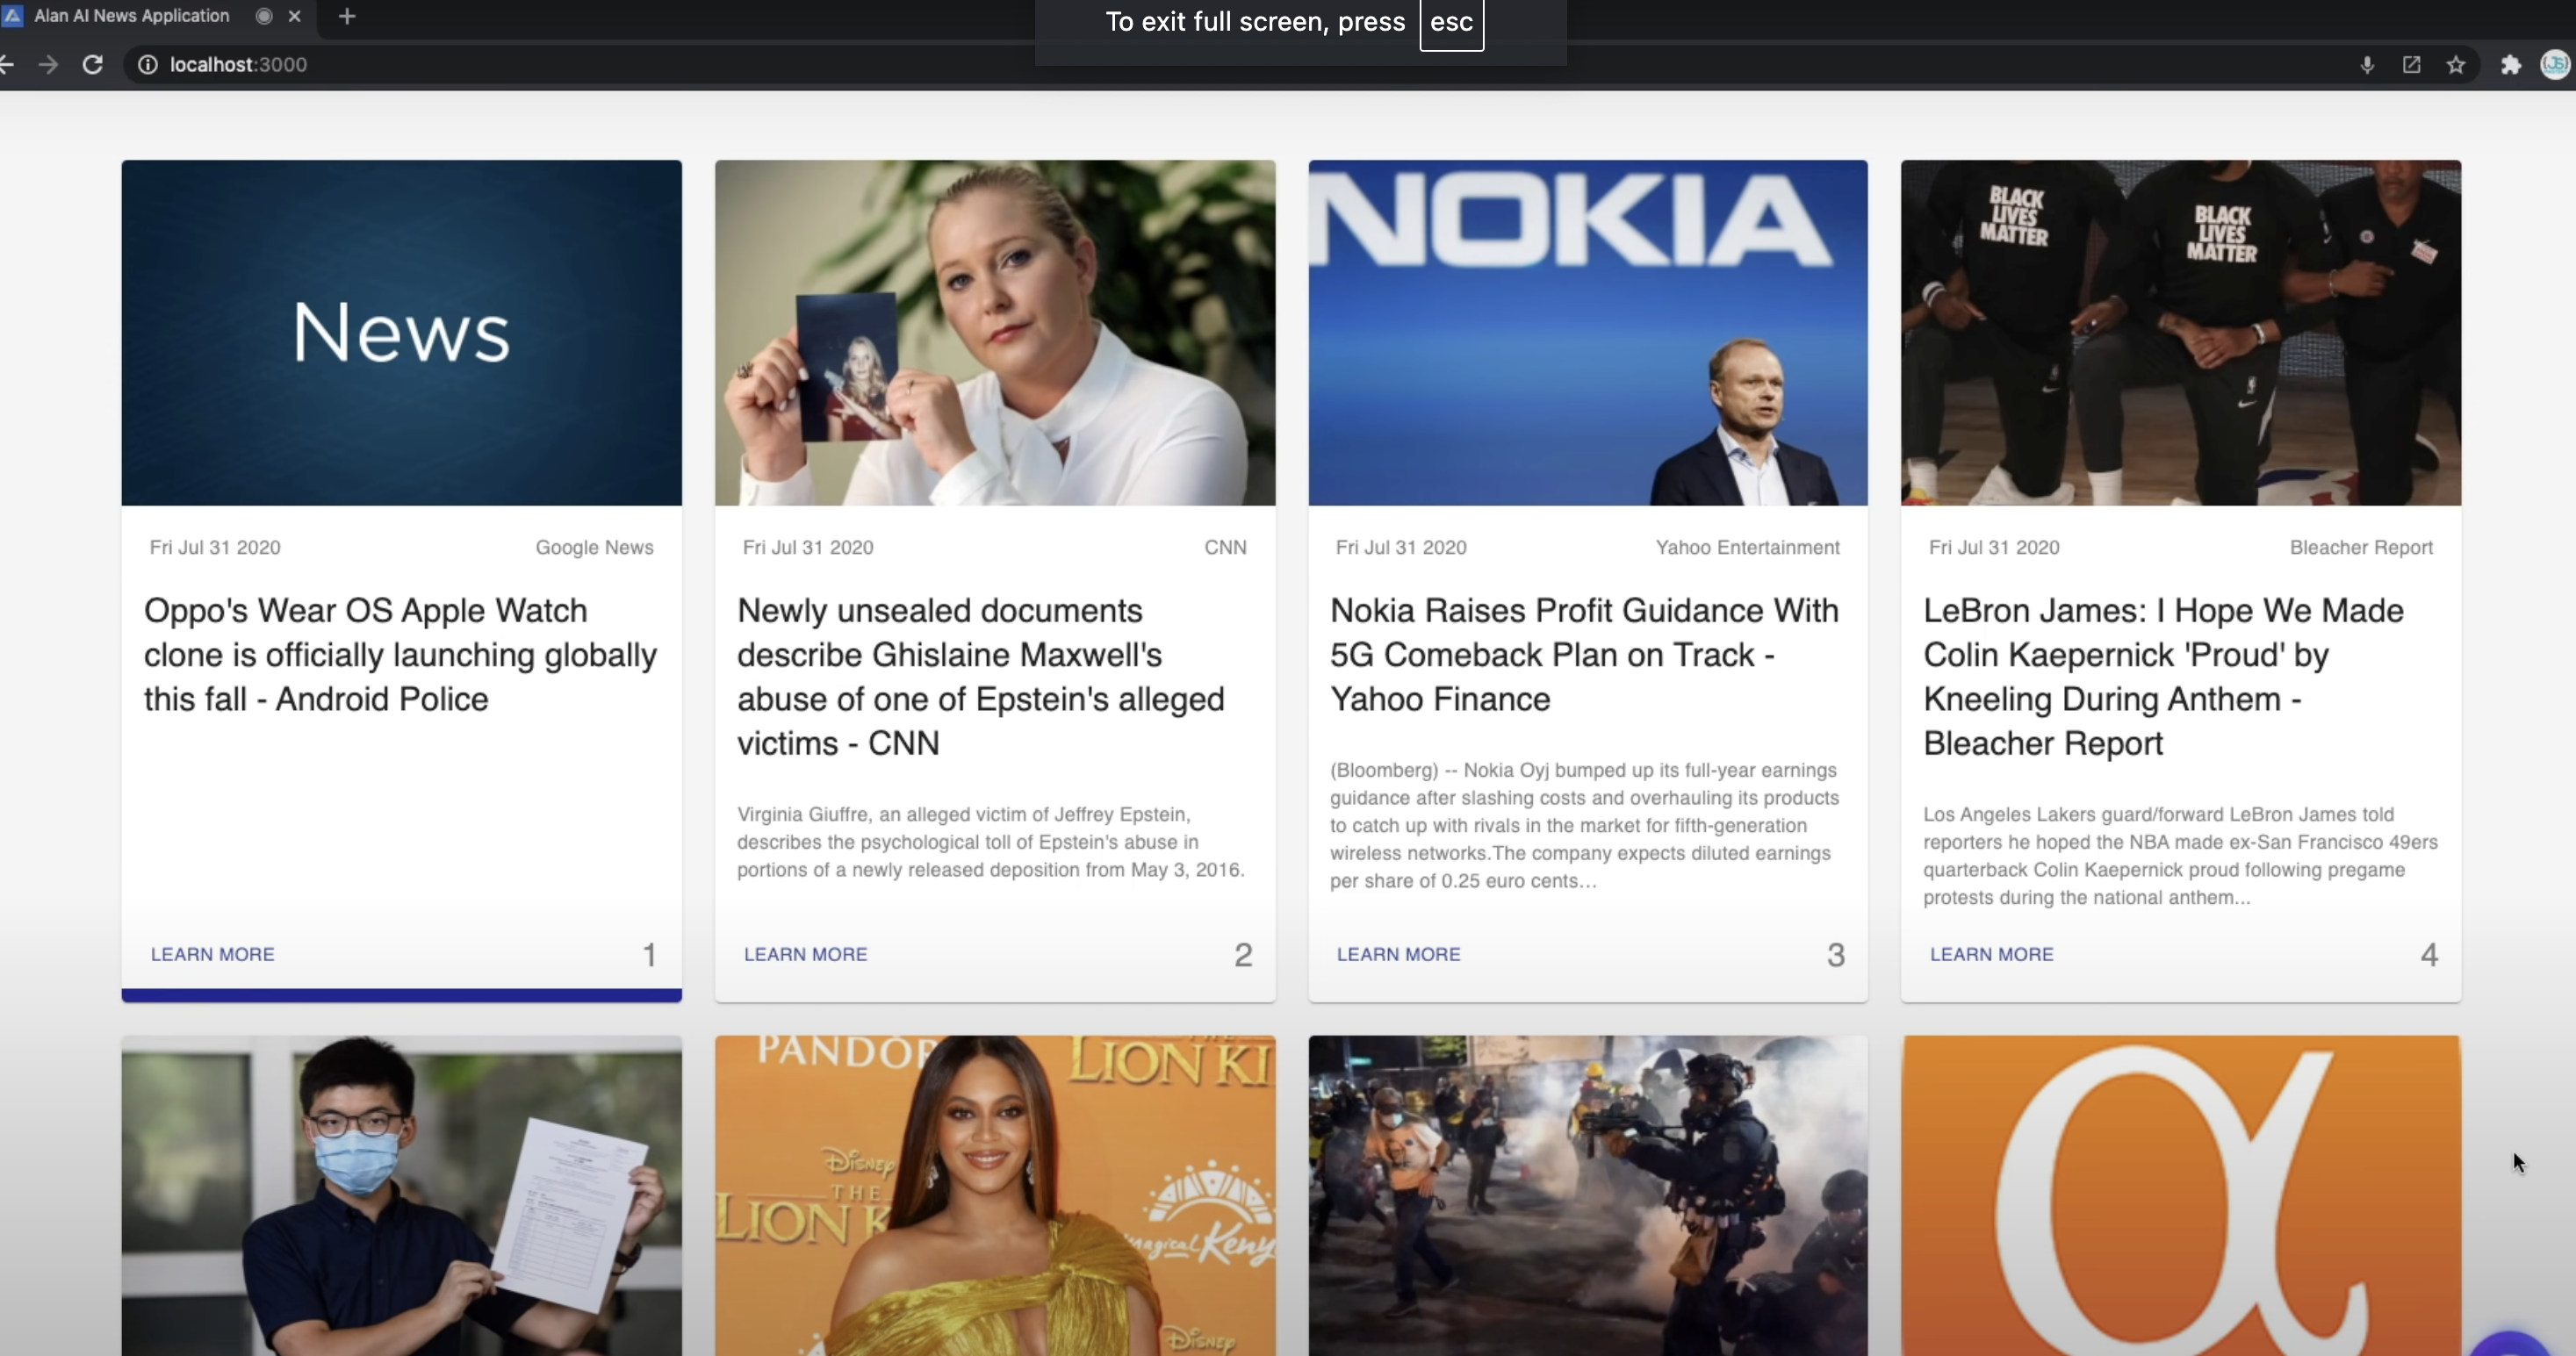 Alan AI News Application
To exit full screen, press esc
localhost:3000
News
NOKIA
BLACK
LIVES
MATTER
BLACK
LIVES
MATTER
Fri Jul 31 2020 Google News
Oppo's Wear OS Apple Watch
clone is officially launching globally
this fall - Android Police
LEARN MORE 1
Fri Jul 31 2020 CNN
Newly unsealed documents
describe Ghislaine Maxwell's
abuse of one of Epstein's alleged
victims - CNN
Virginia Giuffre, an alleged victim of Jeffrey Epstein,
describes the psychological toll of Epstein's abuse in
portions of a newly released deposition from May 3, 2016.
LEARN MORE 2
Fri Jul 31 2020 Yahoo Entertainment
Nokia Raises Profit Guidance With
5G Comeback Plan on Track -
Yahoo Finance
(Bloomberg) -- Nokia Oyj bumped up its full-year earnings
guidance after slashing costs and overhauling its products
to catch up with rivals in the market for fifth-generation
wireless networks.The company expects diluted earnings
per share of 0.25 euro cents…
LEARN MORE 3
Fri Jul 31 2020 Bleacher Report
LeBron James: I Hope We Made
Colin Kaepernick 'Proud' by
Kneeling During Anthem -
Bleacher Report
Los Angeles Lakers guard/forward LeBron James told
reporters he hoped the NBA made ex-San Francisco 49ers
quarterback Colin Kaepernick proud following pregame
protests during the national anthem...
LEARN MORE 4
PANDOR
LION KI
DISNEP
THE
LION K
magical Keny
DISNEP
α